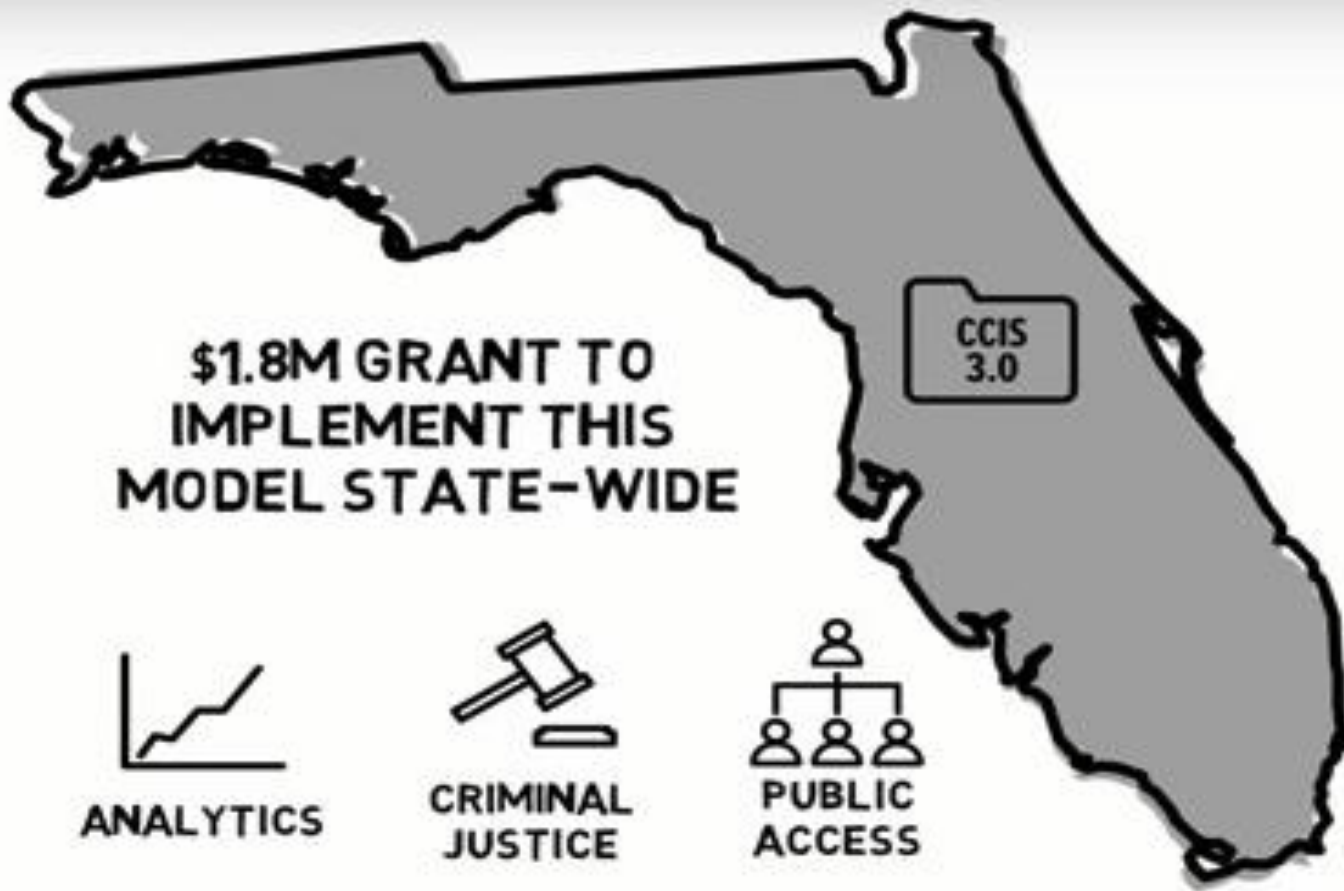 $1.8M GRANT TO
IMPLEMENT THIS
MODEL STATE-WIDE
CCIS
3.0
ANALYTICS
CRIMINAL
JUSTICE
PUBLIC
ACCESS